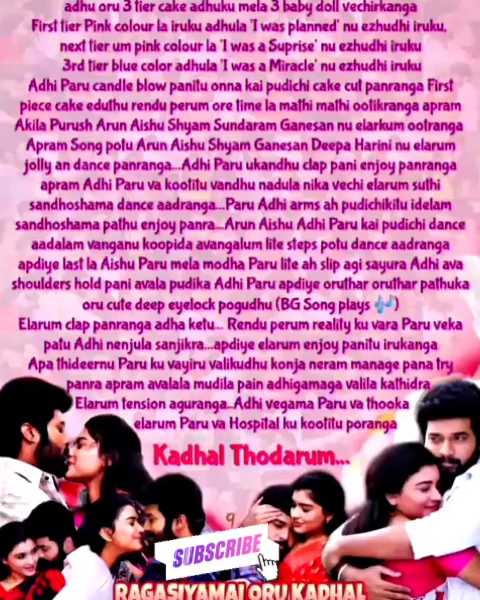 adhu oru 3 tier cake adhuku mela 3 baby doll vechirkanga
First tier Pink colour la iruku adhula 'I was planned' nu ezhudhi iruku,
next tier um pink colour la 'I was a Suprise' nu ezhudhi iruku
3rd tier blue color adhula 'I was a Miracle' nu ezhudhi iruku
Adhi Paru candle blow panitu onna kai pudichi cake cut panranga First
piece cake eduthu rendu perum ore time la mathi mathi ootikranga apram
Akila Purush Arun Aishu Shyam Sundaram Ganesan nu elarkum ootranga
Apram Song potu Arun Aishu Shyam Ganesan Deepa Harini nu elarum
jolly an dance panranga...Adhi Paru ukandhu clap pani enjoy panranga
apram Adhi Paru va kootitu vandhu nadula nika vechi elarum suthi
sandhoshama dance aadranga...Paru Adhi arms ah pudichikitu idelam
sandhoshama pathu enjoy panra...Arun Aishu Adhi Paru kai pudichi dance
aadalam vanganu koopida avangalum lite steps potu dance aadranga
apdiye last la Aishu Paru mela modha Paru lite ah slip agi sayura Adhi ava
shoulders hold pani avala pudika Adhi Paru apdiye oruthar oruthar pathuka
oru cute deep eyelock pogudhu (BG Song plays 🎶)
Elarum clap panranga adha ketu... Rendu perum reality ku vara Paru veka
patu Adhi nenjula sanjikra...apdiye elarum enjoy panitu irukanga
Apa thideernu Paru ku vayiru valikudhu konja neram manage pana try
panra apram avalala mudila pain adhigamaga valila kathidra
Elarum tension aguranga..Adhi vegama Paru va thooka
elarum Paru va Hospital ku kootitu poranga
Kadhal Thodarum...
9
SUBSCRIBE
RAGASIYAMAI ORU KADHAL